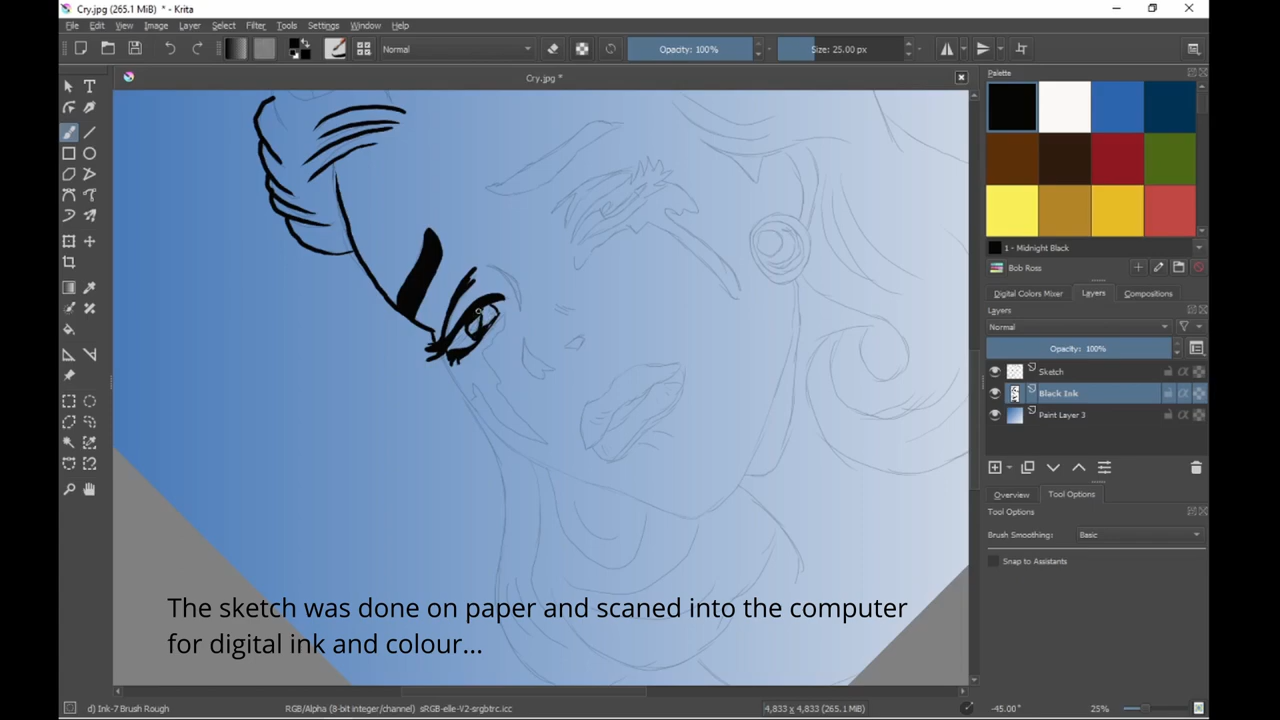 Cry.jpg (265.1 MiB) * - Krita
File Edit View Image Layer Select Filter Tools Settings Window Help
Normal
Opacity: 100%
Size: 25.00 px
Cry.jpg *
Palette
1 - Midnight Black
Bob Ross
Digital Colors Mixer
Layers
Compositions
Layers
Normal
Opacity: 100%
Sketch
Black Ink
Paint Layer 3
Overview
Tool Options
Tool Options
Brush Smoothing:
Basic
Snap to Assistants
The sketch was done on paper and scaned into the computer
for digital ink and colour...
d) Ink-7 Brush Rough
RGB/Alpha (8-bit integer/channel) sRGB-elle-V2-srgbtrc.icc
4,833 x 4,833 (265.1 MiB)
-45.00°
25%